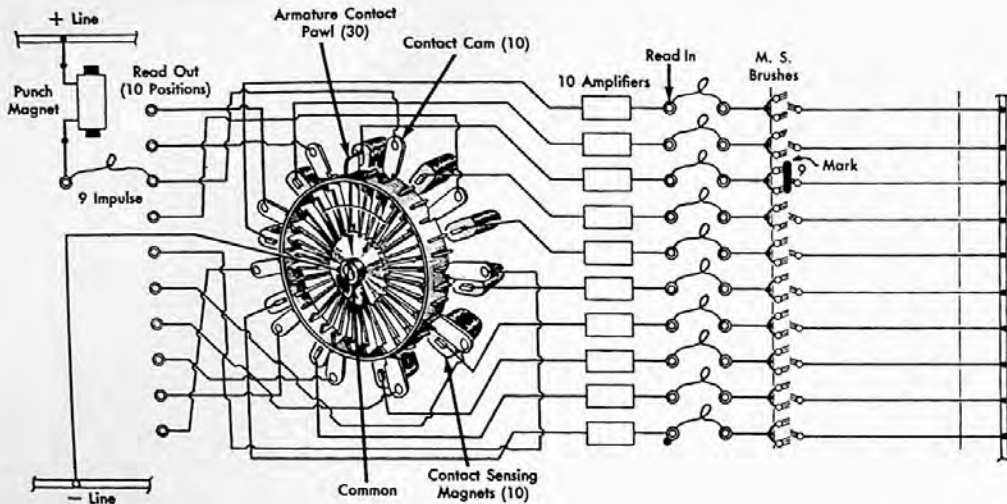 Armature Contact
Pawl (30)
+ Line
Contact Cam (10)
Read In
M. S.
Brushes
Punch
Magnet
Read Out
(10 Positions)
10 Amplifiers
Mark
9
9 Impulse
Contact Sensing
Magnets (10)
Common
− Line